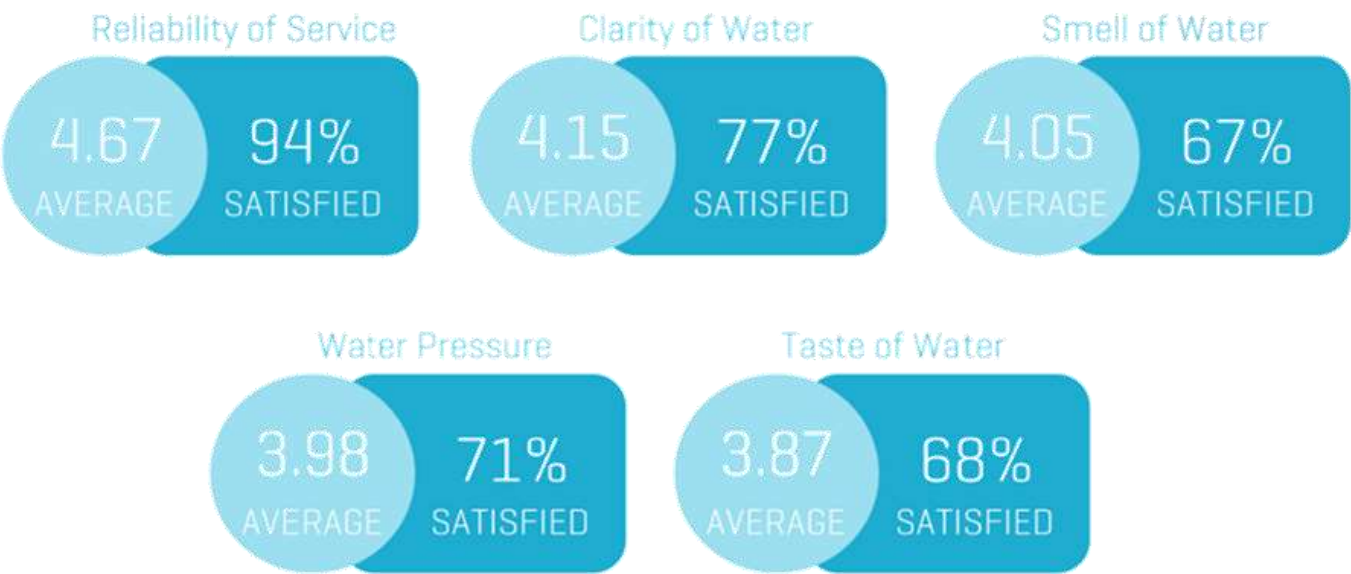 Reliability of Service
4.67
AVERAGE
94%
SATISFIED
Clarity of Water
4.15
AVERAGE
77%
SATISFIED
Smell of Water
4.05
AVERAGE
67%
SATISFIED
Water Pressure
3.98
AVERAGE
71%
SATISFIED
Taste of Water
3.87
AVERAGE
68%
SATISFIED